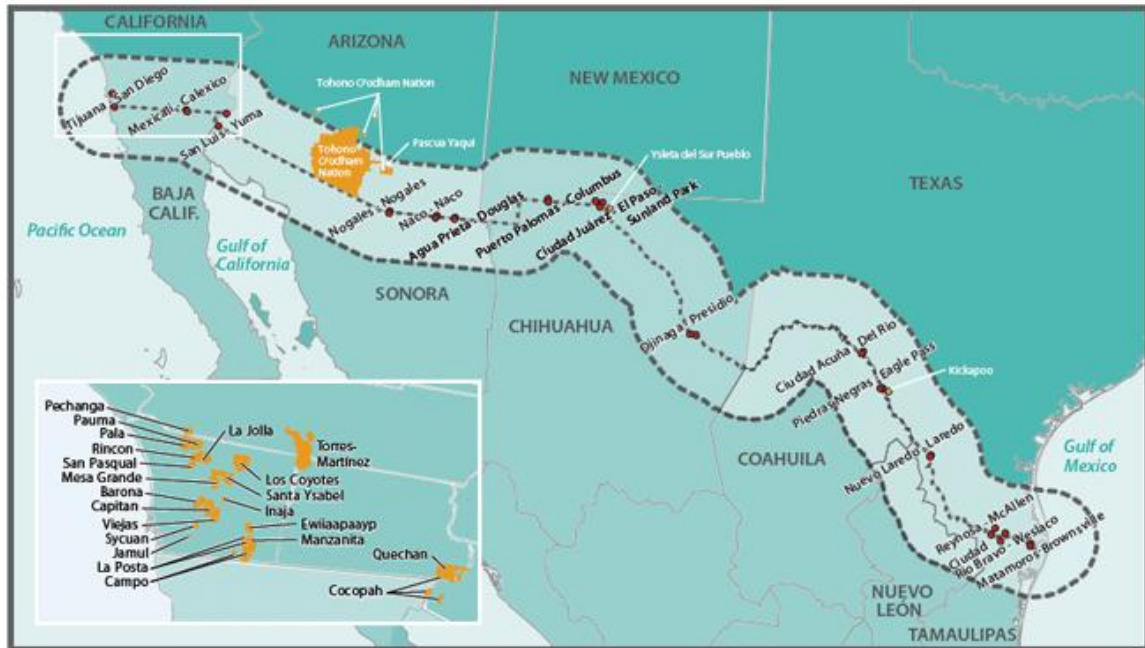 CALIFORNIA
ARIZONA
NEW MEXICO
TEXAS
Tohono O'odham Nation
Tijuana - San Diego
Mexicali - Calexico
San Luis - Yuma
Tohono
O'odham
Nation
Pascua Yaqui
Ysleta del Sur Pueblo
Nogales - Nogales
Naco - Naco
Agua Prieta - Douglas
Puerto Palomas - Columbus
Ciudad Juárez - El Paso,
Sunland Park
BAJA
CALIF.
Pacific Ocean
Gulf of
California
SONORA
CHIHUAHUA
Ojinaga - Presidio
Ciudad Acuña - Del Rio
Piedras Negras - Eagle Pass
Kickapoo
COAHUILA
Nuevo Laredo - Laredo
Gulf of
Mexico
Reynosa - McAllen
Ciudad
Rio Bravo - Weslaco
Matamoros - Brownsville
NUEVO
LEÓN
TAMAULIPAS
Pechanga
Pauma
Pala
Rincon
San Pasqual
Mesa Grande
Barona
Capitan
Viejas
Sycuan
Jamul
La Posta
Campo
La Jolla
Torres-
Martínez
Los Coyotes
Santa Ysabel
Inaja
Ewiiaapaayp
Manzanita
Quechan
Cocopah